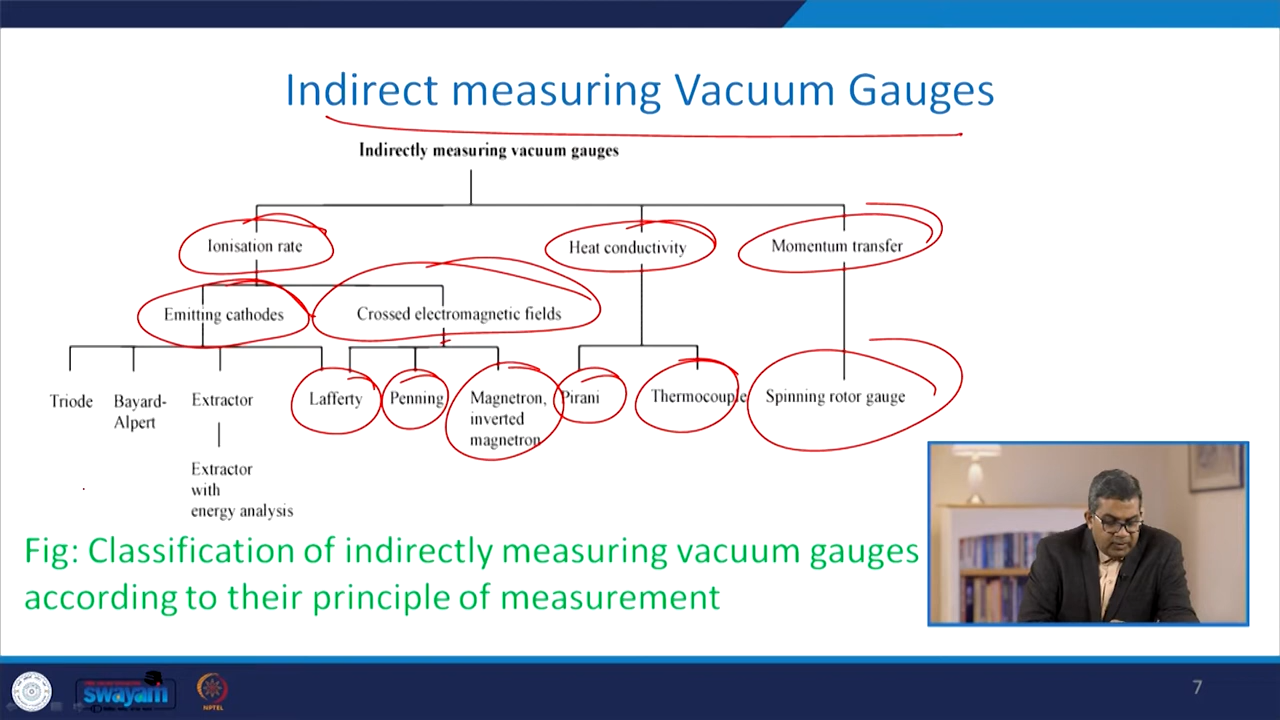 Indirect measuring Vacuum Gauges
Indirectly measuring vacuum gauges
Ionisation rate
Heat conductivity
Momentum transfer
Emitting cathodes
Crossed electromagnetic fields
Triode
Bayard-
Alpert
Extractor
Lafferty
Penning
Magnetron,
inverted
magnetron
Pirani
Thermocouple
Spinning rotor gauge
Extractor
with
energy analysis
Fig: Classification of indirectly measuring vacuum gauges
according to their principle of measurement
swayam
NPTEL
7